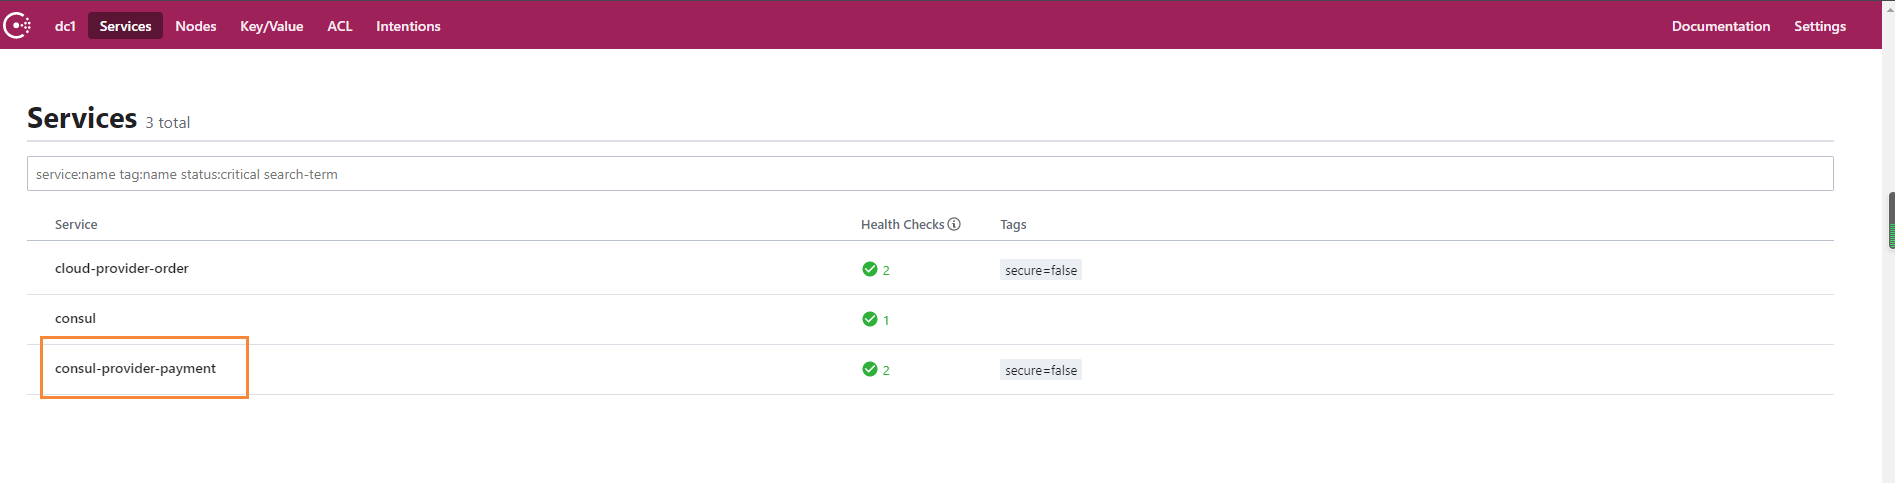 dc1 Services Nodes Key/Value ACL Intentions Documentation Settings
Services 3 total
service:name tag:name status:critical search-term
Service Health Checks Tags
cloud-provider-order 2 secure=false
consul 1
consul-provider-payment 2 secure=false